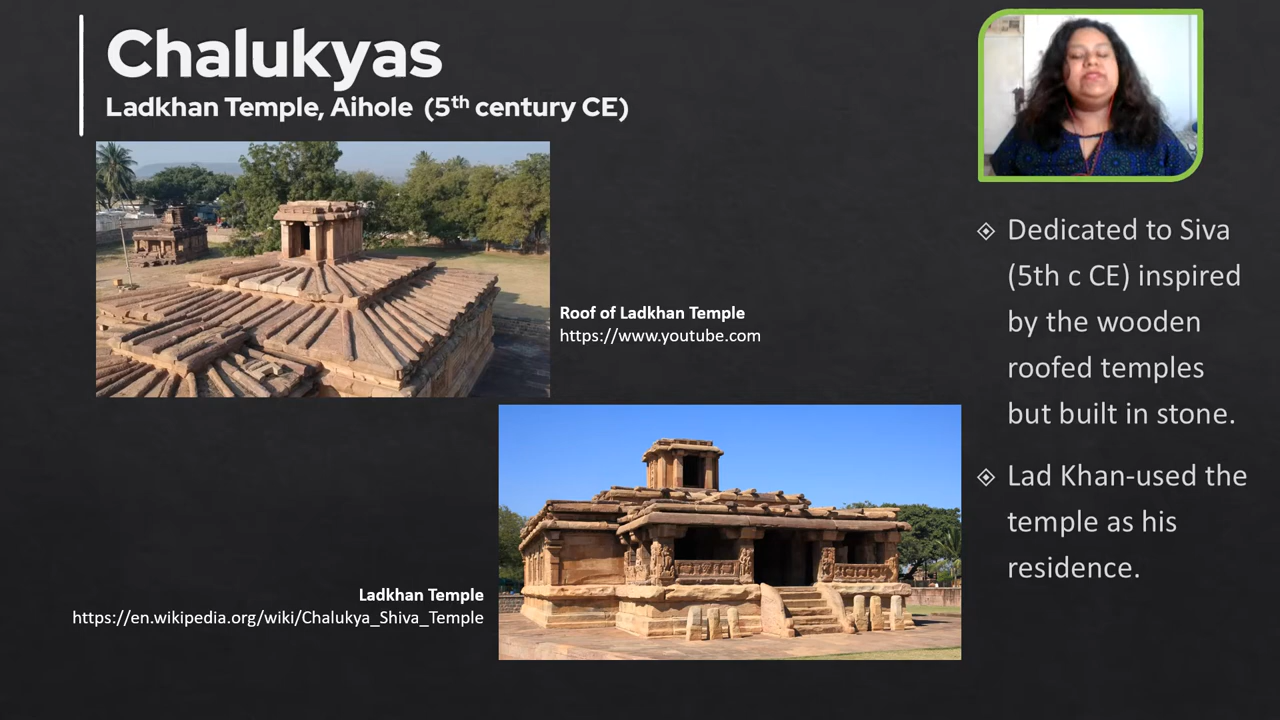 Chalukyas
Ladkhan Temple, Aihole (5th century CE)
Roof of Ladkhan Temple
https://www.youtube.com
Ladkhan Temple
https://en.wikipedia.org/wiki/Chalukya_Shiva_Temple
Dedicated to Siva
(5th c CE) inspired
by the wooden
roofed temples
but built in stone.
Lad Khan-used the
temple as his
residence.